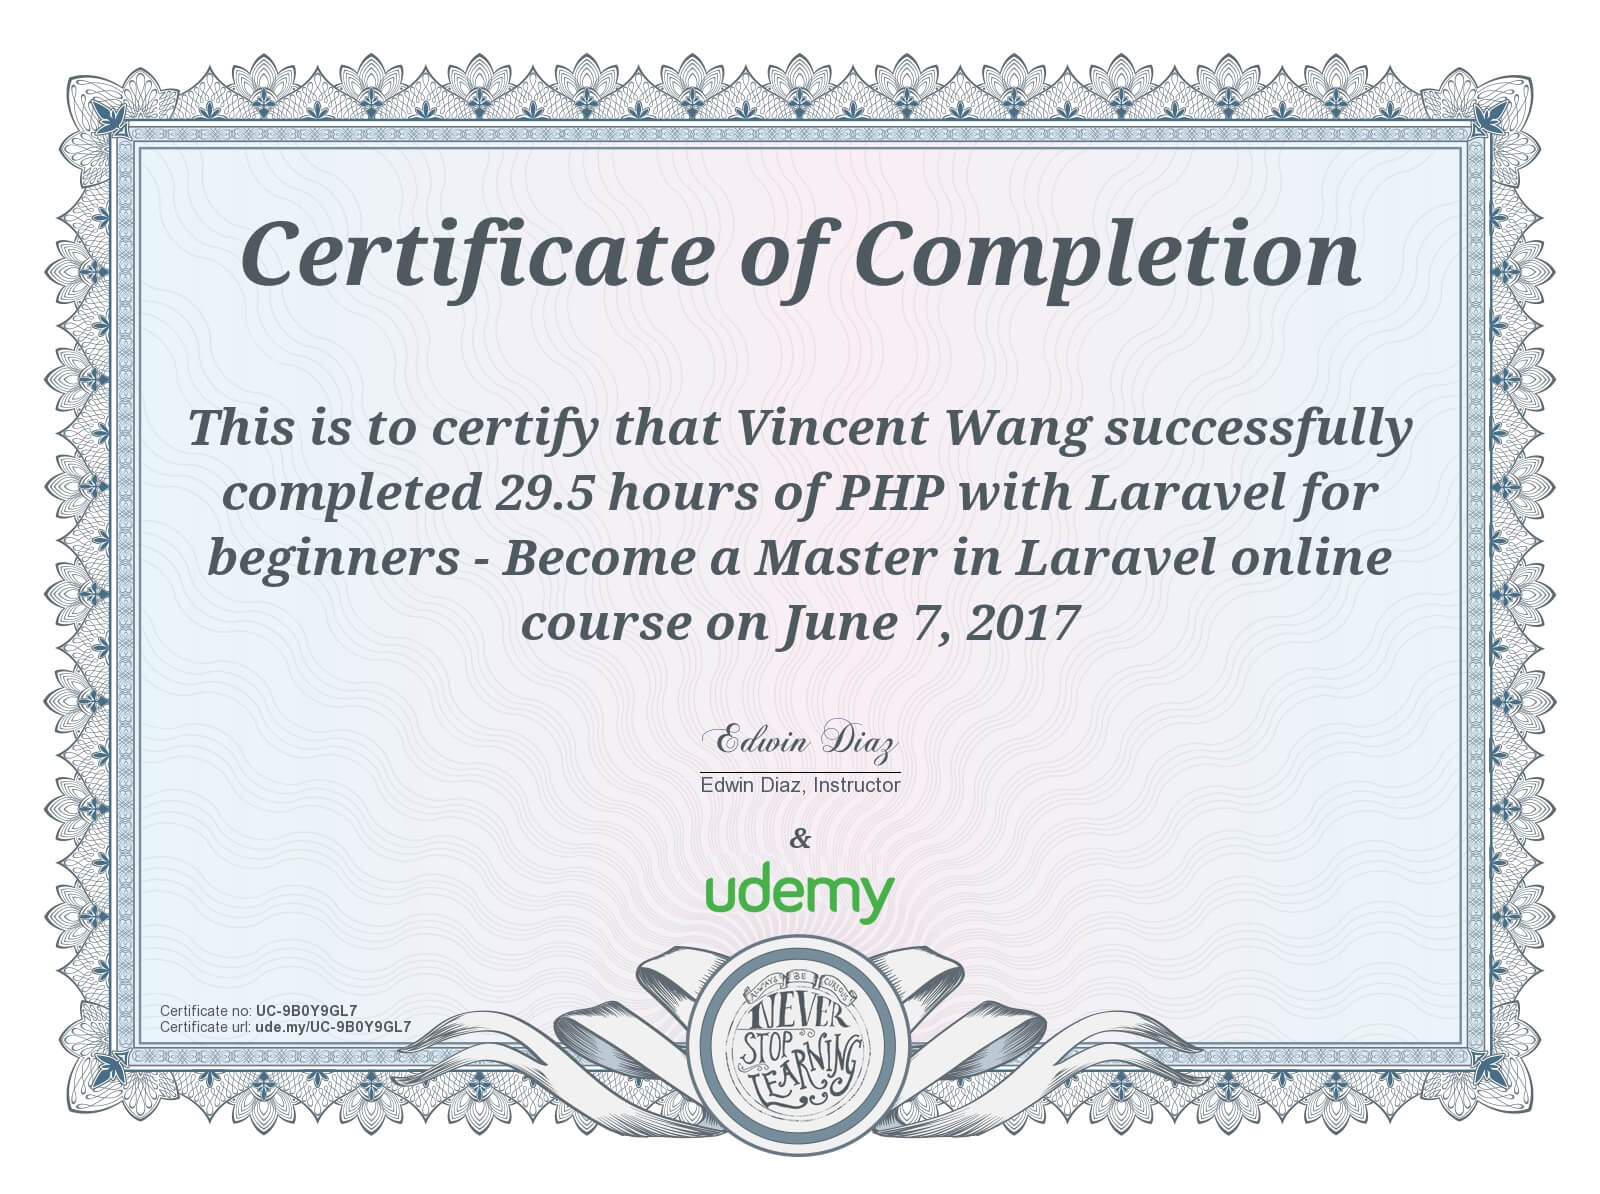 Certificate of Completion
This is to certify that Vincent Wang successfully
completed 29.5 hours of PHP with Laravel for
beginners - Become a Master in Laravel online
course on June 7, 2017
Edwin Diaz
Edwin Diaz, Instructor
&
udemy
Certificate no: UC-9B0Y9GL7
Certificate url: ude.my/UC-9B0Y9GL7
ALWAYS BE CURIOUS
NEVER
STOP
LEARNING